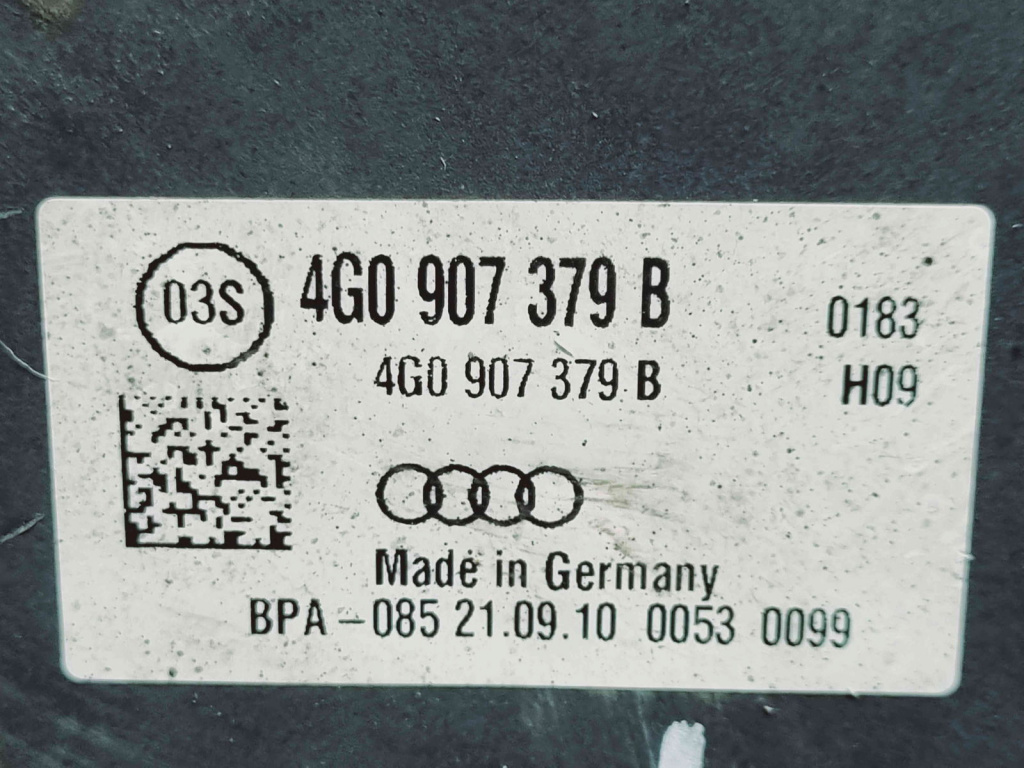 03S 4G0 907 379 B 0183
4G0 907 379 B H09
Made in Germany
BPA-085 21.09.10 0053 0099